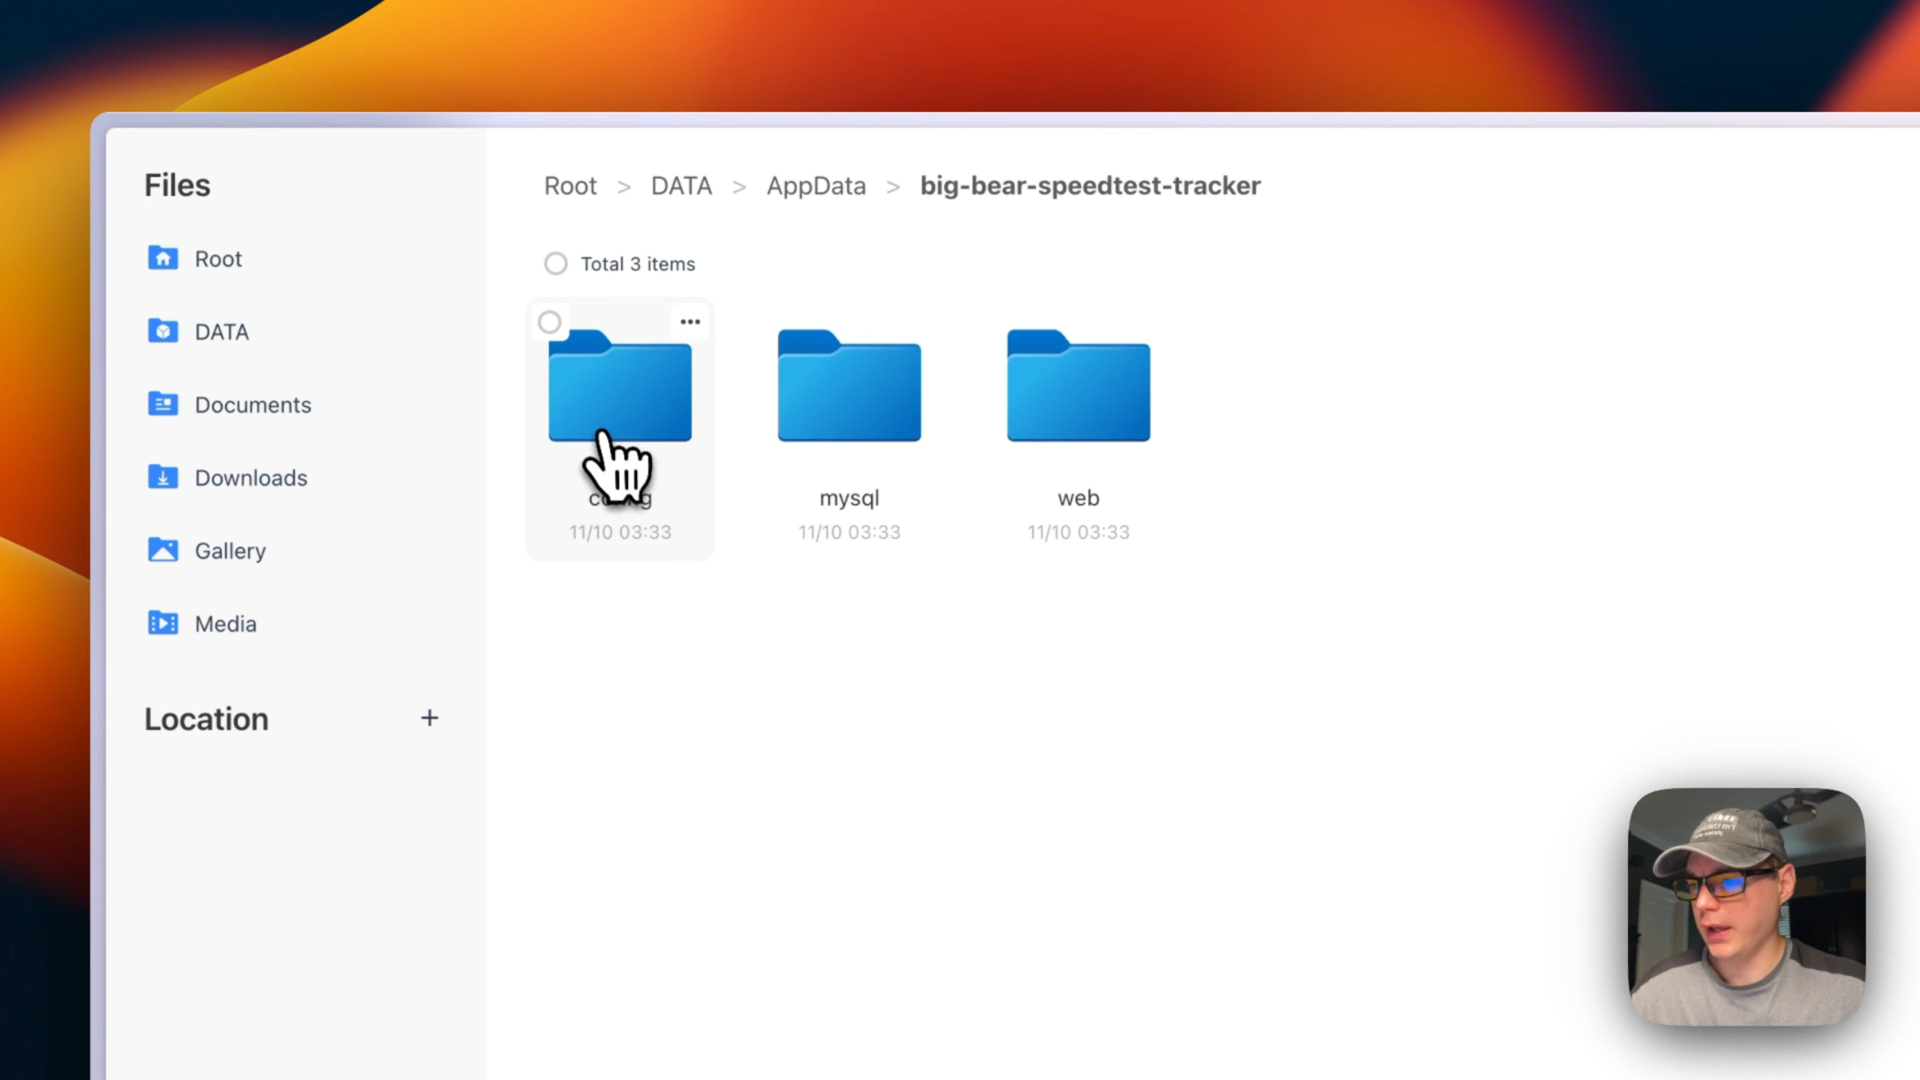 Files
Root
DATA
Documents
Downloads
Gallery
Media
Location +
Root > DATA > AppData > big-bear-speedtest-tracker
Total 3 items
mysql
web
11/10 03:33
11/10 03:33
11/10 03:33